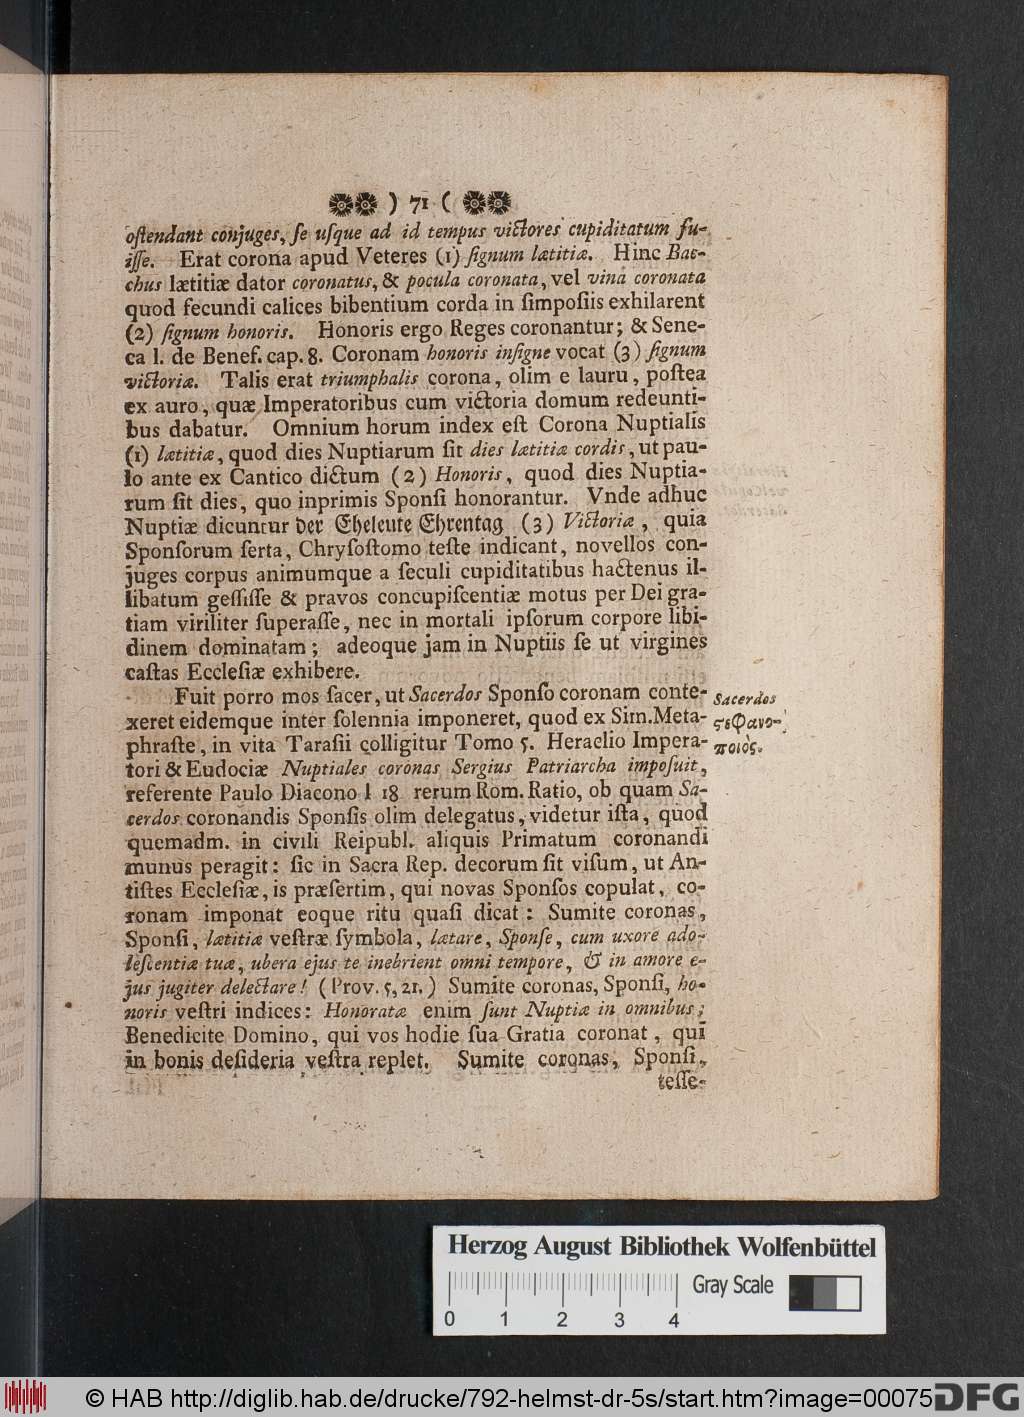 ) 71 (
oſtendant conjuges, ſe uſque ad id tempus victores cupiditatum fu-
iſſe. Erat corona apud Veteres (1) ſignum lætitiæ. Hinc Bac-
chus lætitiæ dator coronatus, & pocula coronata, vel vina coronata
quod fecundi calices bibentium corda in ſimpoſiis exhilarent
(2) ſignum honoris. Honoris ergo Reges coronantur; & Sene-
ca l. de Benef. cap. 8. Coronam honoris inſigne vocat (3) ſignum
victoriæ. Talis erat triumphalis corona, olim e lauru, poſtea
ex auro, quæ Imperatoribus cum victoria domum redeunti-
bus dabatur. Omnium horum index eſt Corona Nuptialis
(1) lætitiæ, quod dies Nuptiarum ſit dies lætitiæ cordis, ut pau-
lo ante ex Cantico dictum (2) Honoris, quod dies Nuptia-
rum ſit dies, quo inprimis Sponſi honorantur. Vnde adhuc
Nuptiæ dicuntur der Eheleute Ehrentag (3) Victoriæ, quia
Sponſorum ſerta, Chryſoſtomo teſte indicant, novellos con-
juges corpus animumque a ſeculi cupiditatibus hactenus il-
libatum geſſiſſe & pravos concupiſcentiæ motus per Dei gra-
tiam viriliter ſuperaſſe, nec in mortali ipſorum corpore libi-
dinem dominatam; adeoque jam in Nuptiis ſe ut virgines
caſtas Eccleſiæ exhibere.
Fuit porro mos ſacer, ut Sacerdos Sponſo coronam conte-
xeret eidemque inter ſolennia imponeret, quod ex Sim. Meta-
phraſte, in vita Taraſii colligitur Tomo 5. Heraclio Impera-
tori & Eudociæ Nuptiales coronas Sergius Patriarcha impoſuit,
referente Paulo Diacono l 18 rerum Rom. Ratio, ob quam Sa-
cerdos coronandis Sponſis olim delegatus, videtur iſta, quod
quemadm. in civili Reipubl. aliquis Primatum coronandi
munus peragit: ſic in Sacra Rep. decorum ſit viſum, ut An-
tiſtes Eccleſiæ, is præſertim, qui novas Sponſos copulat, co-
ronam imponat eoque ritu quaſi dicat: Sumite coronas,
Sponſi, lætitiæ veſtræ ſymbola, lætare, Sponſe, cum uxore ado-
leſcentiæ tuæ, ubera ejus te inebrient omni tempore, & in amore e-
jus jugiter delectare! (Prov. 5, 21.) Sumite coronas, Sponſi, ho-
noris veſtri indices: Honoratæ enim ſunt Nuptiæ in omnibus;
Benedicite Domino, qui vos hodie ſua Gratia coronat, qui
in bonis deſideria veſtra replet. Sumite coronas, Sponſi,
teſſe-
Sacerdos
ϛεφανο-
ποιὸς.
Herzog August Bibliothek Wolfenbüttel
Gray Scale
0 1 2 3 4
© HAB http://diglib.hab.de/drucke/792-helmst-dr-5s/start.htm?image=00075
DFG